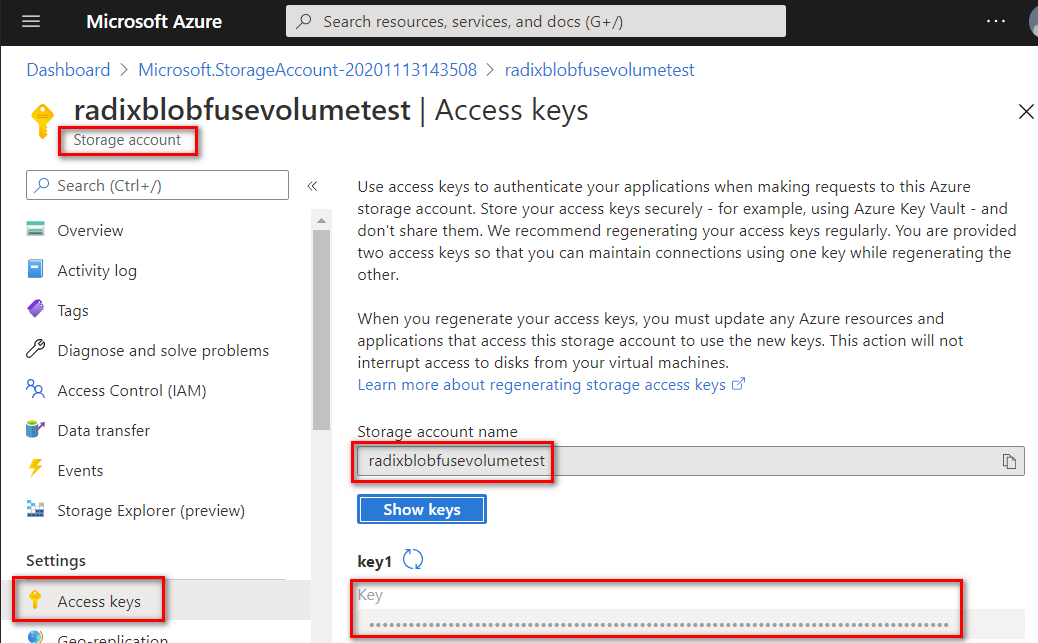 Microsoft Azure
Search resources, services, and docs (G+/)
Dashboard > Microsoft.StorageAccount-20201113143508 > radixblobfusevolumetest
radixblobfusevolumetest | Access keys
Storage account
Search (Ctrl+/)
Overview
Activity log
Tags
Diagnose and solve problems
Access Control (IAM)
Data transfer
Events
Storage Explorer (preview)
Settings
Access keys
Geo-replication
Use access keys to authenticate your applications when making requests to this Azure
storage account. Store your access keys securely - for example, using Azure Key Vault - and
don't share them. We recommend regenerating your access keys regularly. You are provided
two access keys so that you can maintain connections using one key while regenerating the
other.
When you regenerate your access keys, you must update any Azure resources and
applications that access this storage account to use the new keys. This action will not
interrupt access to disks from your virtual machines.
Learn more about regenerating storage access keys
Storage account name
radixblobfusevolumetest
Show keys
key1
Key